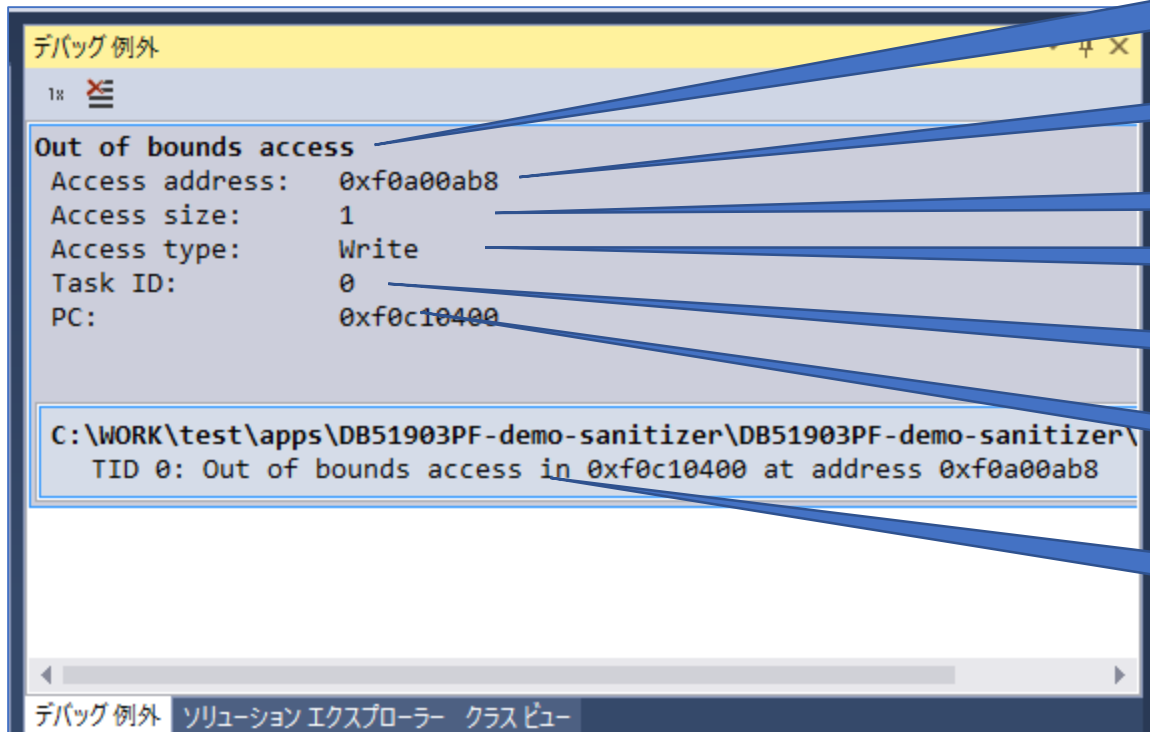 デバッグ 例外
1x
Out of bounds access
Access address: 0xf0a00ab8
Access size: 1
Access type: Write
Task ID: 0
PC: 0xf0c10400
C:\WORK\test\apps\DB51903PF-demo-sanitizer\DB51903PF-demo-sanitizer\
TID 0: Out of bounds access in 0xf0c10400 at address 0xf0a00ab8
デバッグ 例外 ソリューション エクスプローラー クラス ビュー